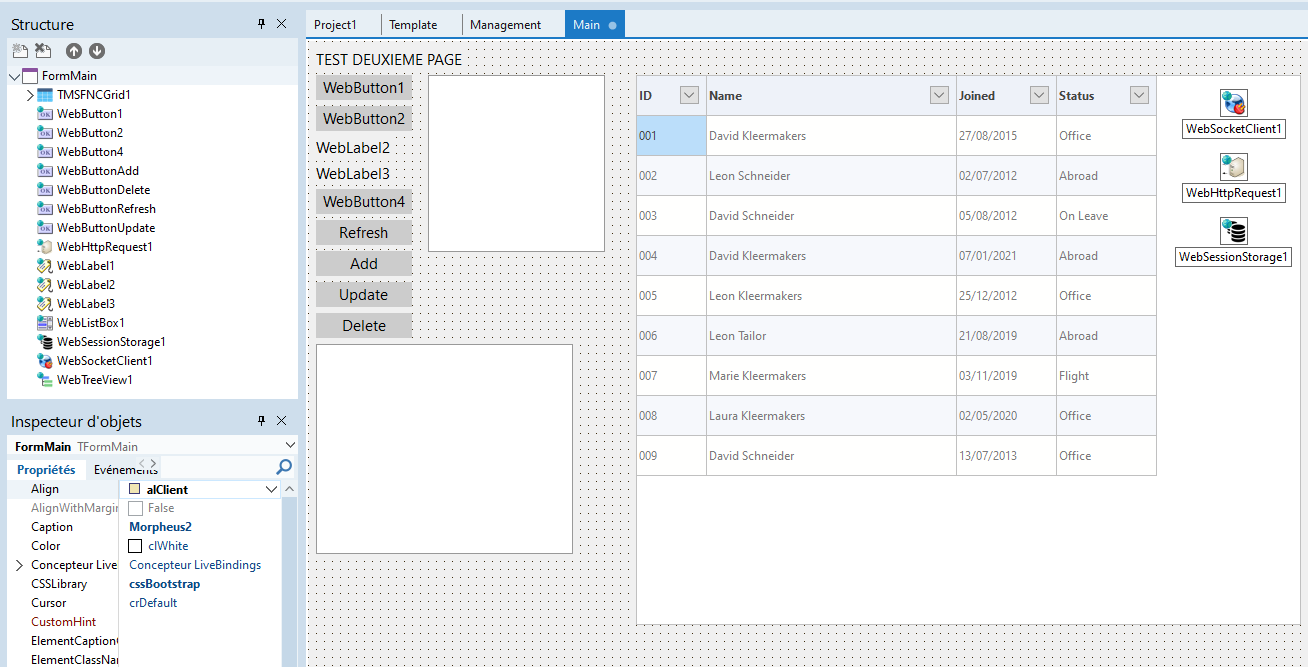 Structure
FormMain
TMSFNCGrid1
WebButton1
WebButton2
WebButton4
WebButtonAdd
WebButtonDelete
WebButtonRefresh
WebButtonUpdate
WebHttpRequest1
WebLabel1
WebLabel2
WebLabel3
WebListBox1
WebSessionStorage1
WebSocketClient1
WebTreeView1
Inspecteur d'objets
FormMain TFormMain
Propriétés Evénements
Align alClient
AlignWithMargin False
Caption Morpheus2
Color clWhite
Concepteur Live Concepteur LiveBindings
CSSLibrary cssBootstrap
Cursor crDefault
CustomHint
ElementCaption
ElementClassNa
Project1 Template Management Main
TEST DEUXIEME PAGE
WebButton1
WebButton2
WebLabel2
WebLabel3
WebButton4
Refresh
Add
Update
Delete
ID Name Joined Status
001 David Kleermakers 27/08/2015 Office
002 Leon Schneider 02/07/2012 Abroad
003 David Schneider 05/08/2012 On Leave
004 David Kleermakers 07/01/2021 Abroad
005 Leon Kleermakers 25/12/2012 Office
006 Leon Tailor 21/08/2019 Abroad
007 Marie Kleermakers 03/11/2019 Flight
008 Laura Kleermakers 02/05/2020 Office
009 David Schneider 13/07/2013 Office
WebSocketClient1
WebHttpRequest1
WebSessionStorage1